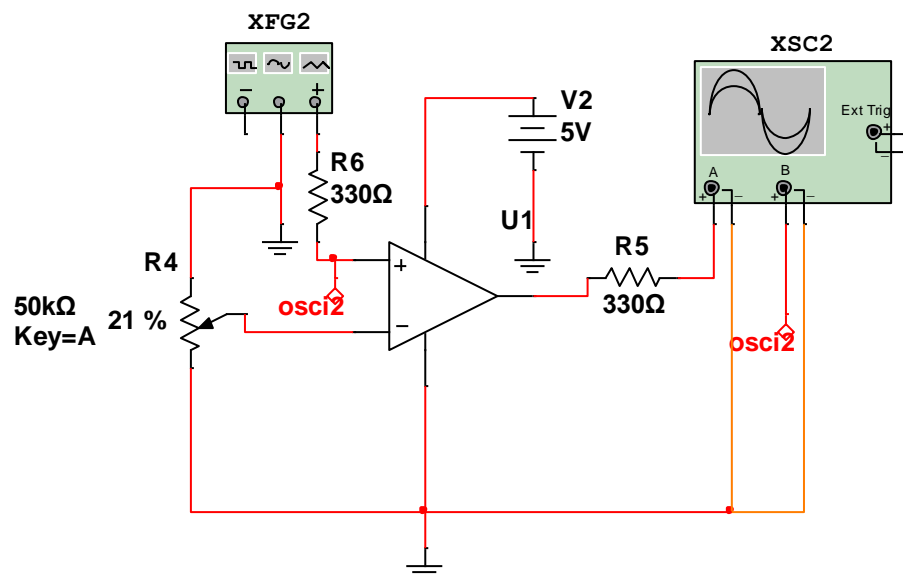 XFG2
XSC2
V2
5V
Ext Trig
+
−
− +
A B
+ − + −
R6
330Ω
U1
R5
330Ω
R4
50kΩ
Key=A
21 %
+
−
osci2
osci2